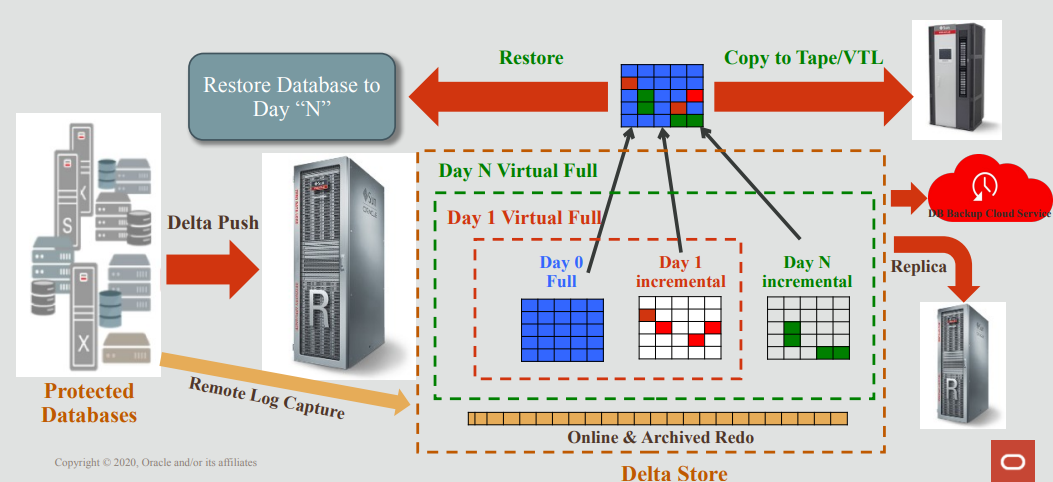 Restore
Copy to Tape/VTL
Restore Database to
Day “N”
Day N Virtual Full
Day 1 Virtual Full
DB Backup Cloud Service
Delta Push
Day 0
Full
Day 1
incremental
Day N
incremental
Replica
R
R
X
Protected
Databases
Remote Log Capture
Online & Archived Redo
Delta Store
Copyright © 2020, Oracle and/or its affiliates